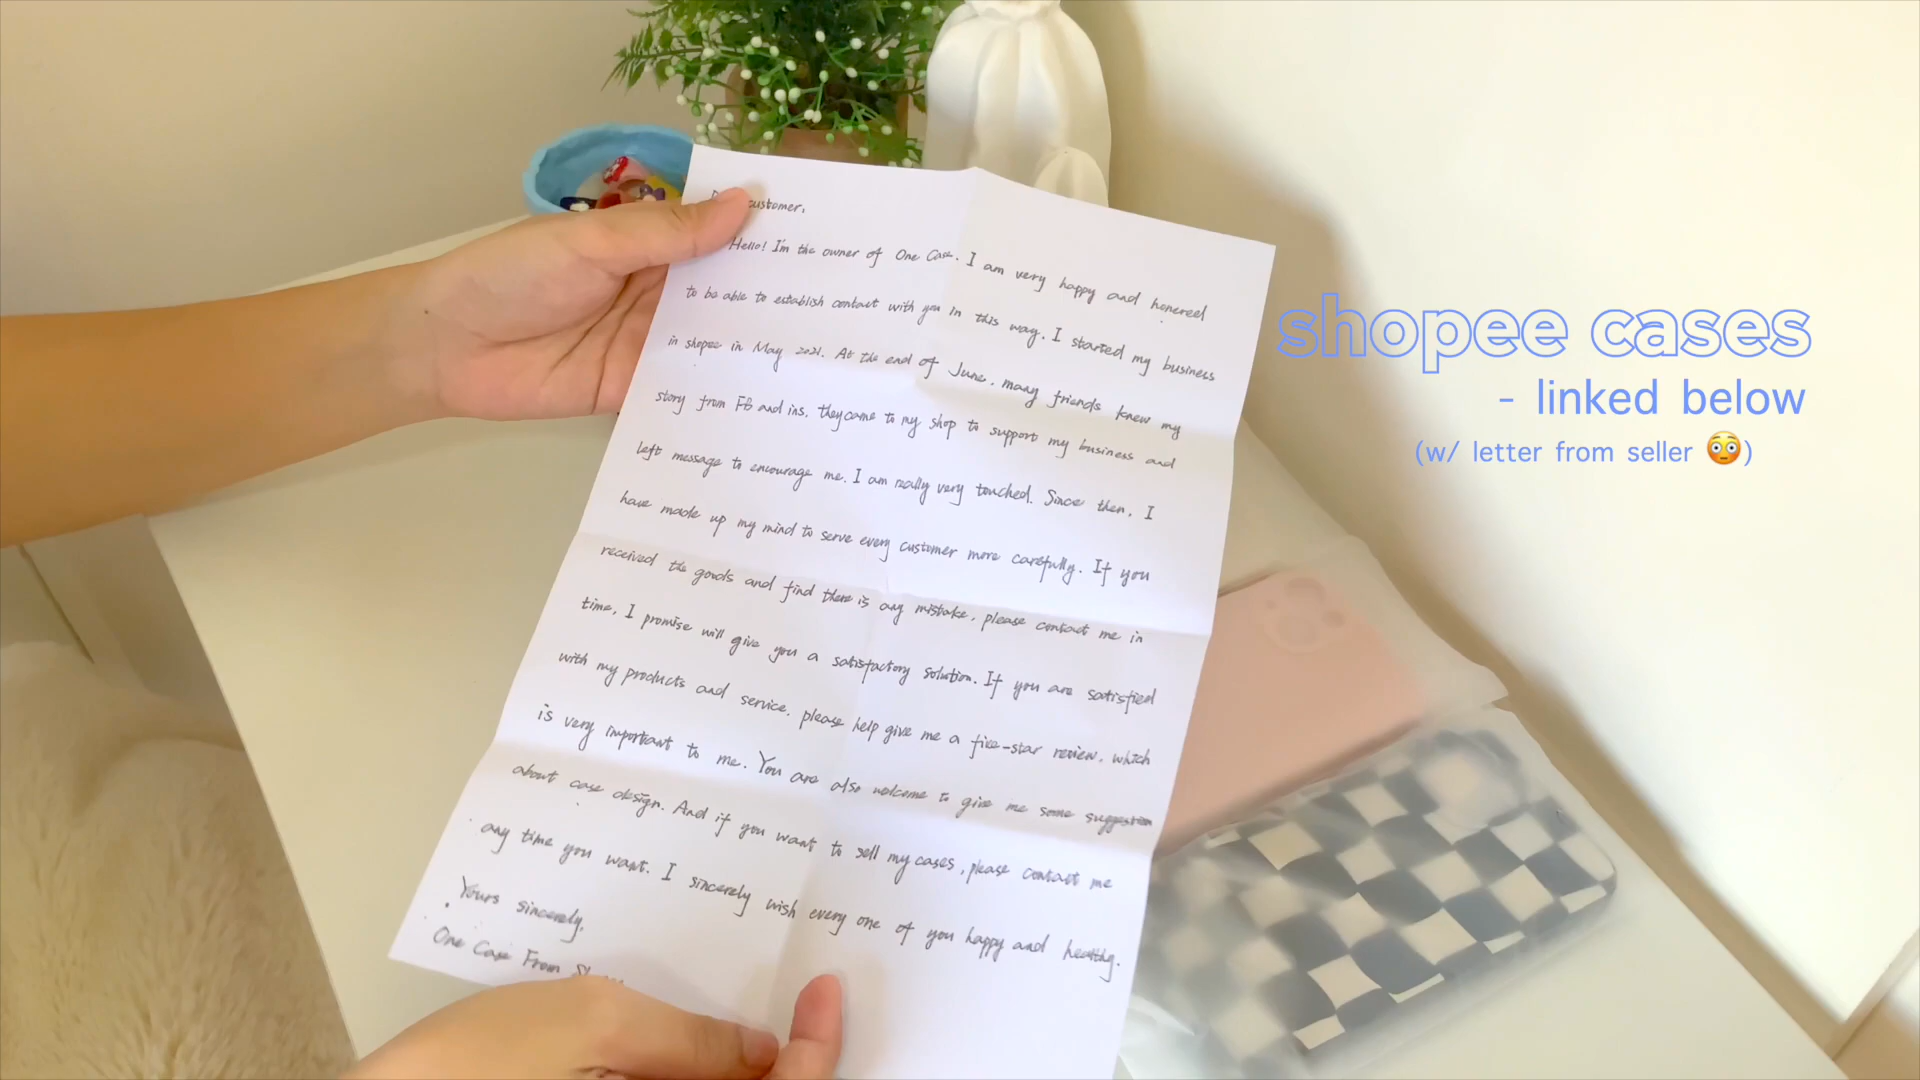 customer,
Hello! I'm the owner of One Case. I am very happy and honored
to be able to establish contact with you in this way. I started my business
in shopee in May 2021. At the end of June, many friends knew my
story from FB and ins, they came to my shop to support my business and
left message to encourage me. I am really very touched. Since then, I
have made up my mind to serve every customer more carefully. If you
received the goods and find there is any mistake, please contact me in
time, I promise will give you a satisfactory solution. If you are satisfied
with my products and service, please help give me a five-star review, which
is very important to me. You are also welcome to give me some suggestion
about case design. And if you want to sell my cases, please contact me
any time you want. I sincerely wish every one of you happy and healthy.
Yours sincerely,
One Case From
shopee cases
- linked below
(w/ letter from seller 😳)